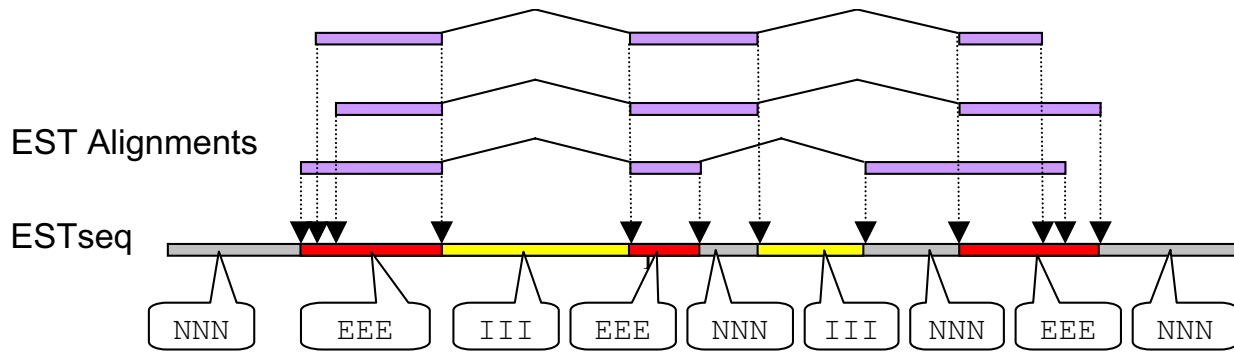 EST Alignments
ESTseq
NNN EEE III EEE NNN III NNN EEE NNN